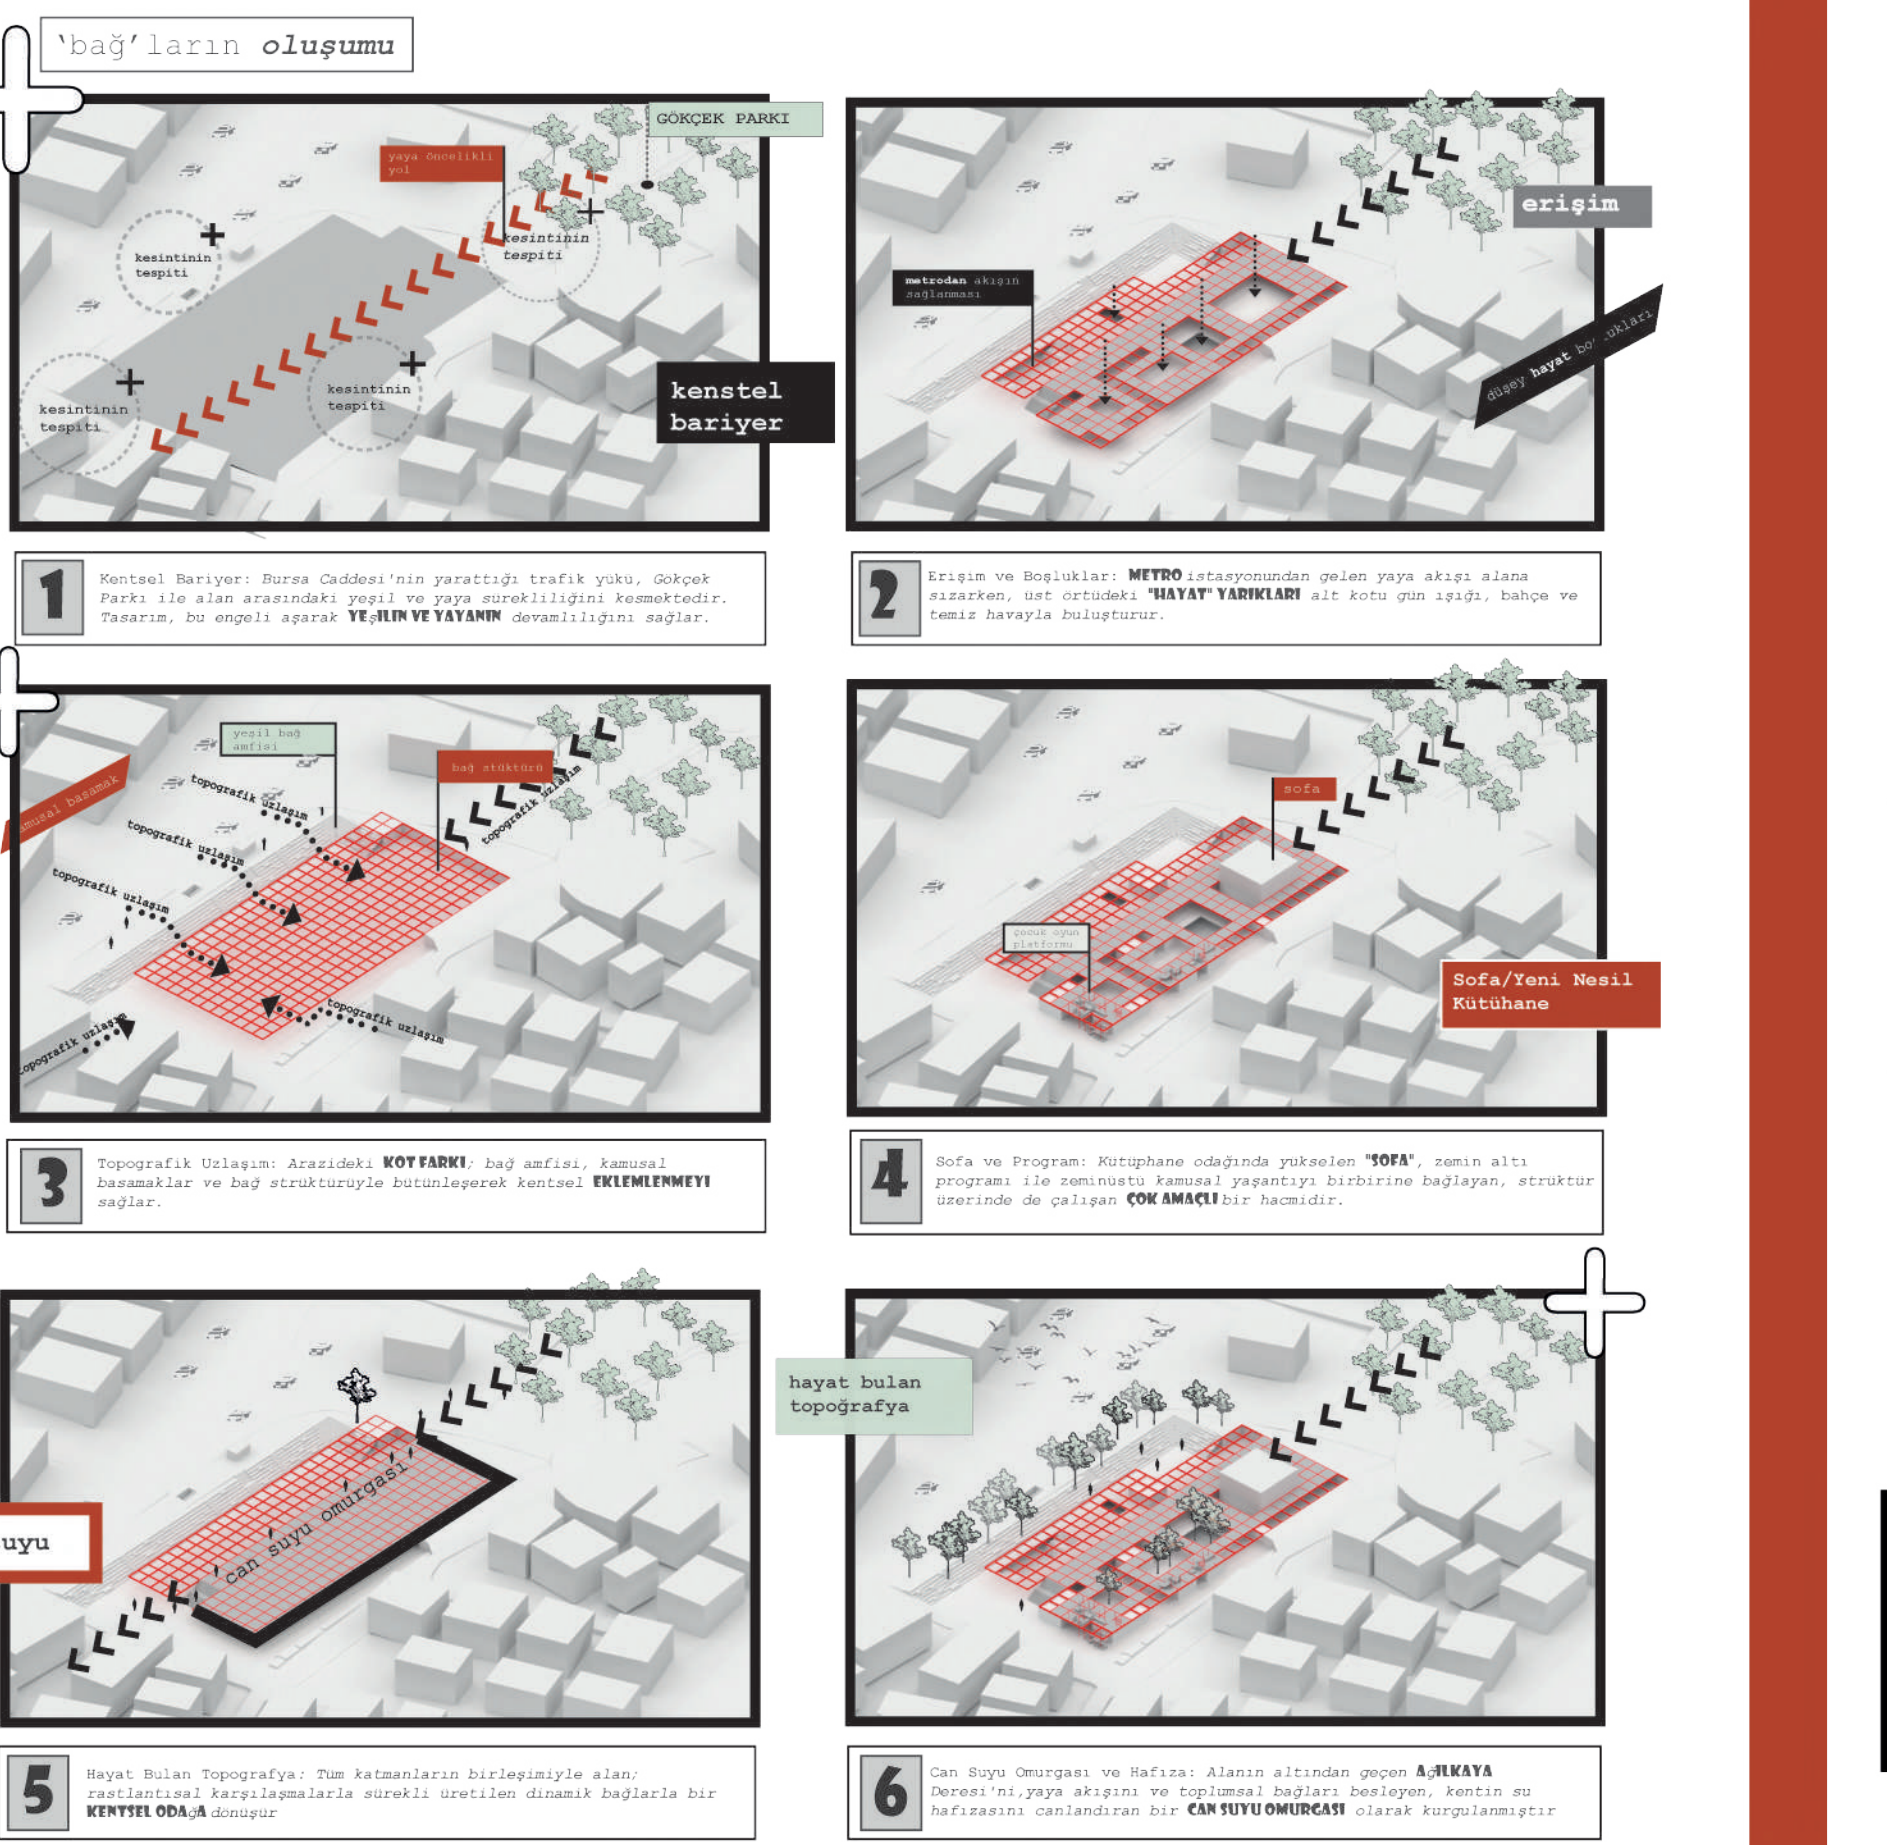 'bağ'ların oluşumu
GÖKÇEK PARKI
yaya öncelikli
yol
kesintinin
tespiti
kesintinin
tespiti
kesintinin
tespiti
kesintinin
tespiti
kenstel
bariyer
erişim
metrodan akışın
sağlanması
düşey hayat
1
Kentsel Bariyer: Bursa Caddesi'nin yarattığı trafik yükü, Gökçek
Parkı ile alan arasındaki yeşil ve yaya sürekliliğini kesmektedir.
Tasarım, bu engeli aşarak YEşİLİN VE YAYANIN devamlılığını sağlar.
2
Erişim ve Boşluklar: METRO istasyonundan gelen yaya akışı alana
sızarken, üst örtüdeki "HAYAT" YARIKLARI alt kotu gün ışığı, bahçe ve
temiz havayla buluşturur.
yeşil bağ
amfisi
bağ stüktürü
amusal basamak
topografik uzlaşım
topografik uzlaşım
topografik uzlaşım
topografik uzlaşım
topografik uzlaşım
topografik uzlaşım
sofa
çocuk oyun
platformu
Sofa/Yeni Nesil
Kütühane
3
Topografik Uzlaşım: Arazideki KOT FARKI; bağ amfisi, kamusal
basamaklar ve bağ strüktürüyle bütünleşerek kentsel EKLEMLENMEYİ
sağlar.
4
Sofa ve Program: Kütüphane odağında yükselen "SOFA", zemin altı
programı ile zeminüstü kamusal yaşantıyı birbirine bağlayan, strüktür
üzerinde de çalışan ÇOK AMAÇLI bir hacmidir.
uyu
can suyu omurgası
hayat bulan
topoğrafya
5
Hayat Bulan Topografya: Tüm katmanların birleşimiyle alan;
rastlantısal karşılaşmalarla sürekli üretilen dinamik bağlarla bir
KENTSEL ODAğA dönüşür
6
Can Suyu Omurgası ve Hafıza: Alanın altından geçen AğILKAYA
Deresi'ni,yaya akışını ve toplumsal bağları besleyen, kentin su
hafızasını canlandıran bir CAN SUYU OMURGASI olarak kurgulanmıştır